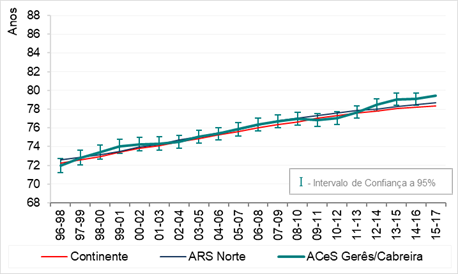 Anos
88
86
84
82
80
78
76
74
72
70
68
I - Intervalo de Confiança a 95%
96-98 97-99 98-00 99-01 00-02 01-03 02-04 03-05 04-06 05-07 06-08 07-09 08-10 09-11 10-12 11-13 12-14 13-15 14-16 15-17
Continente ARS Norte ACeS Gerês/Cabreira